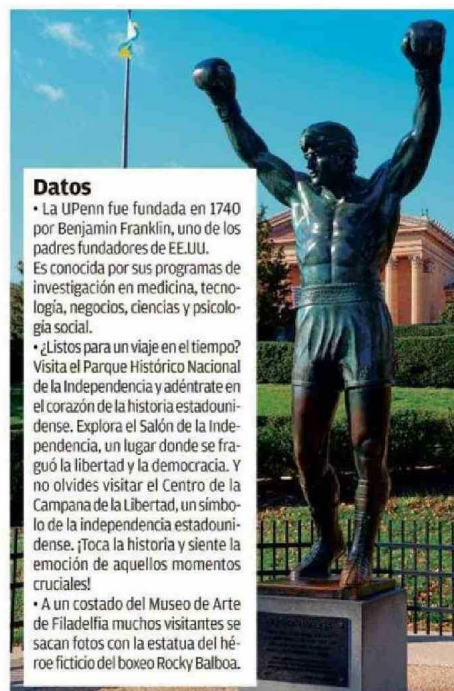 Datos
• La UPenn fue fundada en 1740
por Benjamin Franklin, uno de los
padres fundadores de EE.UU.
Es conocida por sus programas de
investigación en medicina, tecno-
logía, negocios, ciencias y psicolo-
gía social.
• ¿Listos para un viaje en el tiempo?
Visita el Parque Histórico Nacional
de la Independencia y adéntrate en
el corazón de la historia estadouni-
dense. Explora el Salón de la Inde-
pendencia, un lugar donde se fra-
guó la libertad y la democracia. Y
no olvides visitar el Centro de la
Campana de la Libertad, un símbo-
lo de la independencia estadouni-
dense. ¡Toca la historia y siente la
emoción de aquellos momentos
cruciales!
• A un costado del Museo de Arte
de Filadelfia muchos visitantes se
sacan fotos con la estatua del hé-
roe ficticio del boxeo Rocky Balboa.